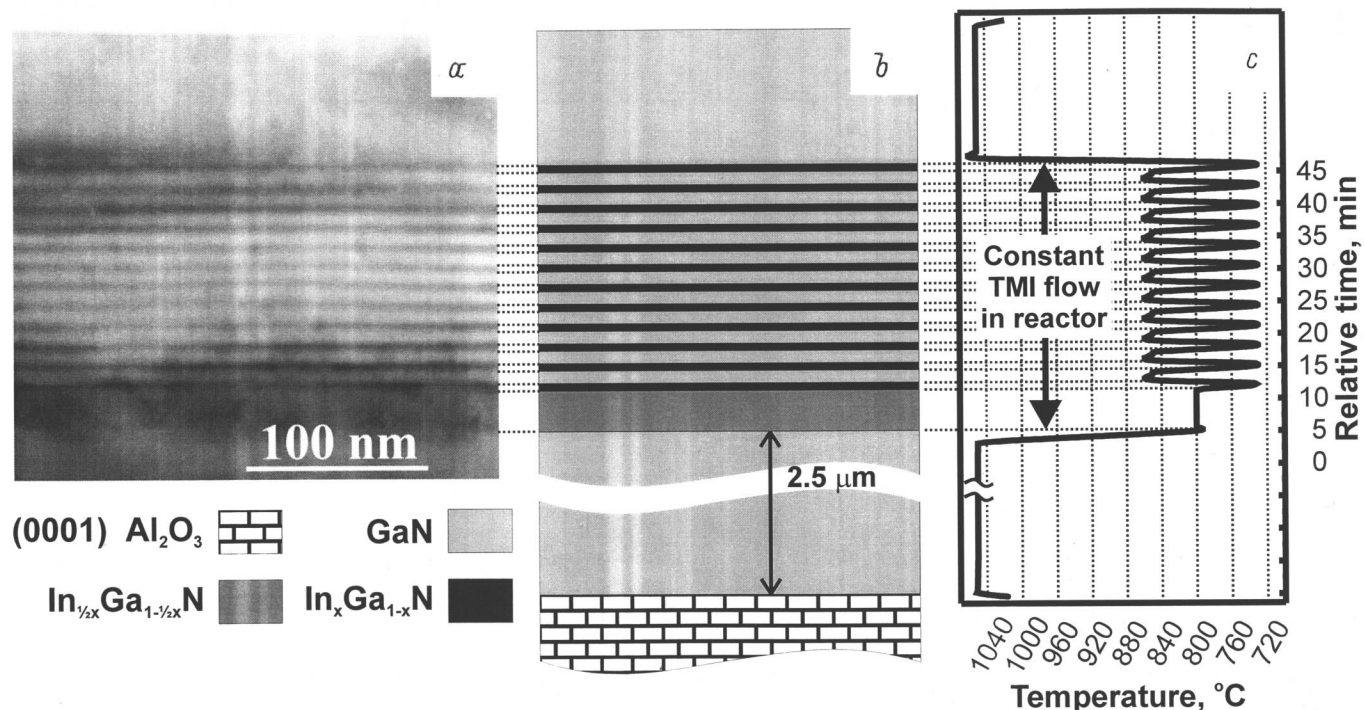 a
100 nm
b
2.5 μm
c
Constant
TMI flow
in reactor
45
40
35
30
25
20
15
10
5
0
Relative time, min
1040
1000
960
920
880
840
800
760
720
Temperature, °C
(0001) Al₂O₃
GaN
In½xGa1-½xN
InxGa1-xN